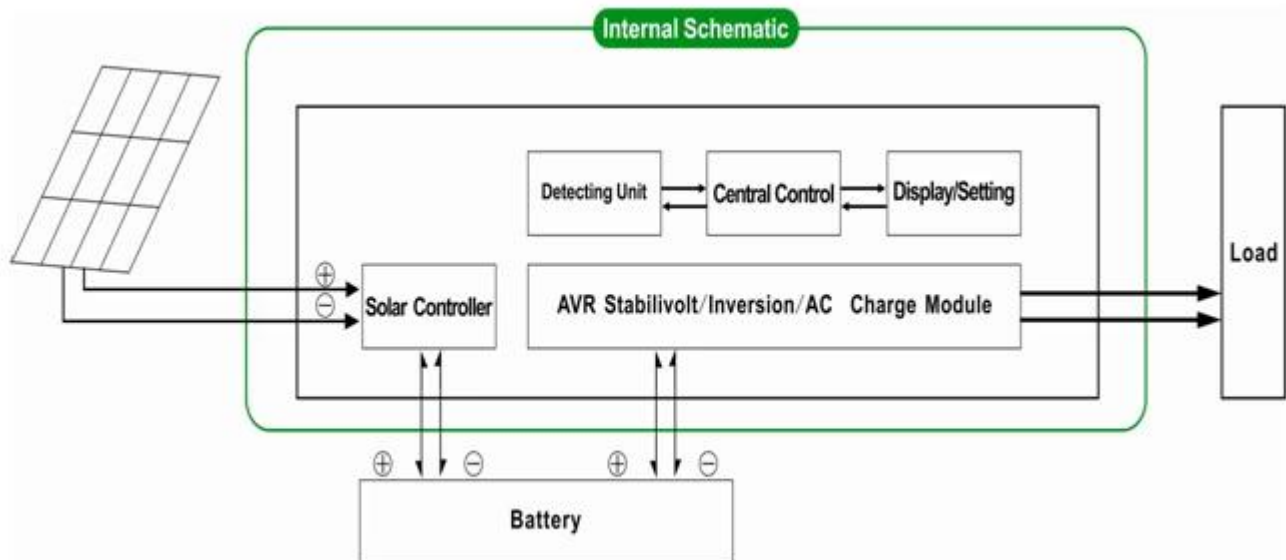 Internal Schematic
Detecting Unit
Central Control
Display/Setting
Load
⊕
⊖
Solar Controller
AVR Stabilivolt/Inversion/AC Charge Module
⊕
⊖
⊕
⊖
Battery